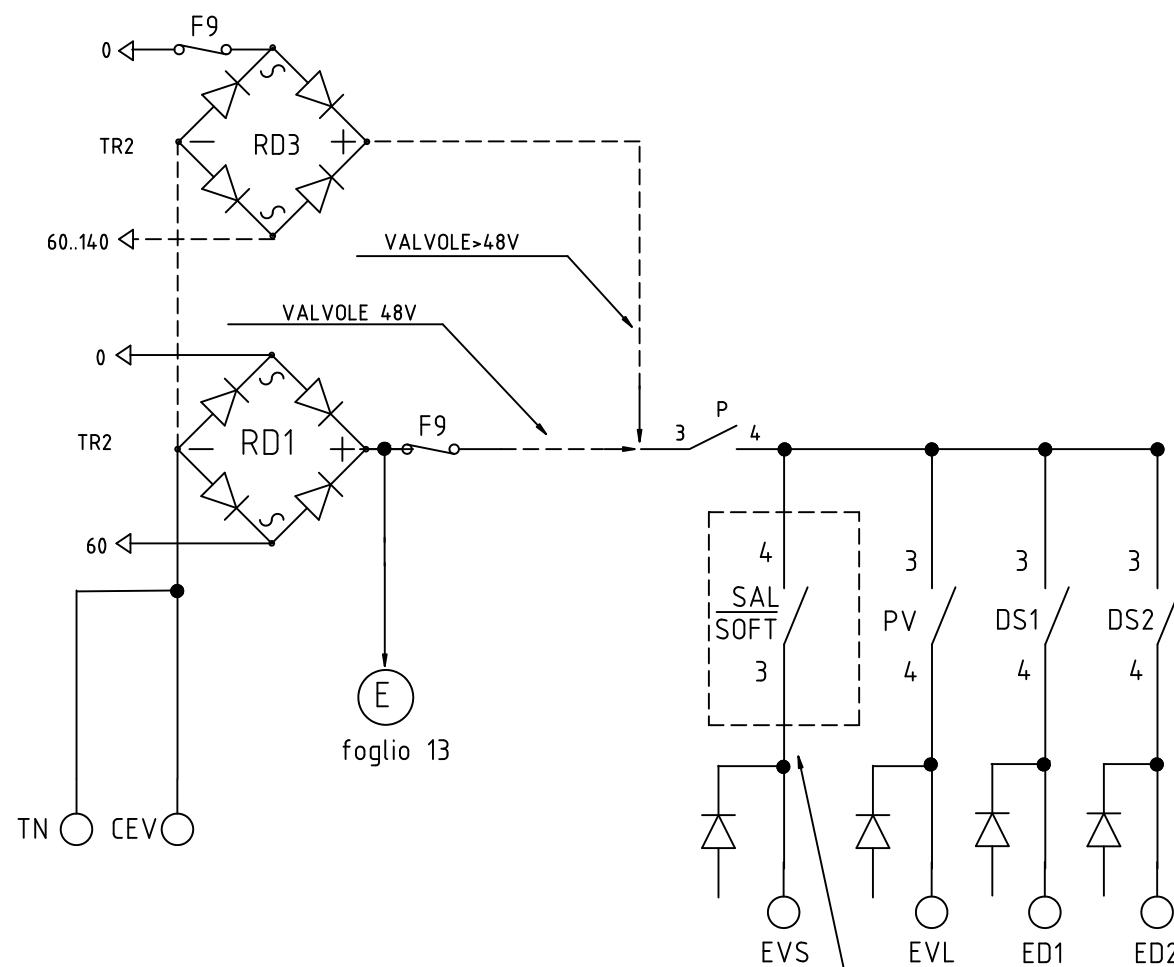 F9
0
TR2
RD3
60..140
VALVOLE>48V
VALVOLE 48V
0
TR2
RD1
F9
3
P
4
60
4
SAL
SOFT
3
3
PV
4
3
DS1
4
3
DS2
4
E
foglio 13
TN
CEV
EVS
EVL
ED1
ED2